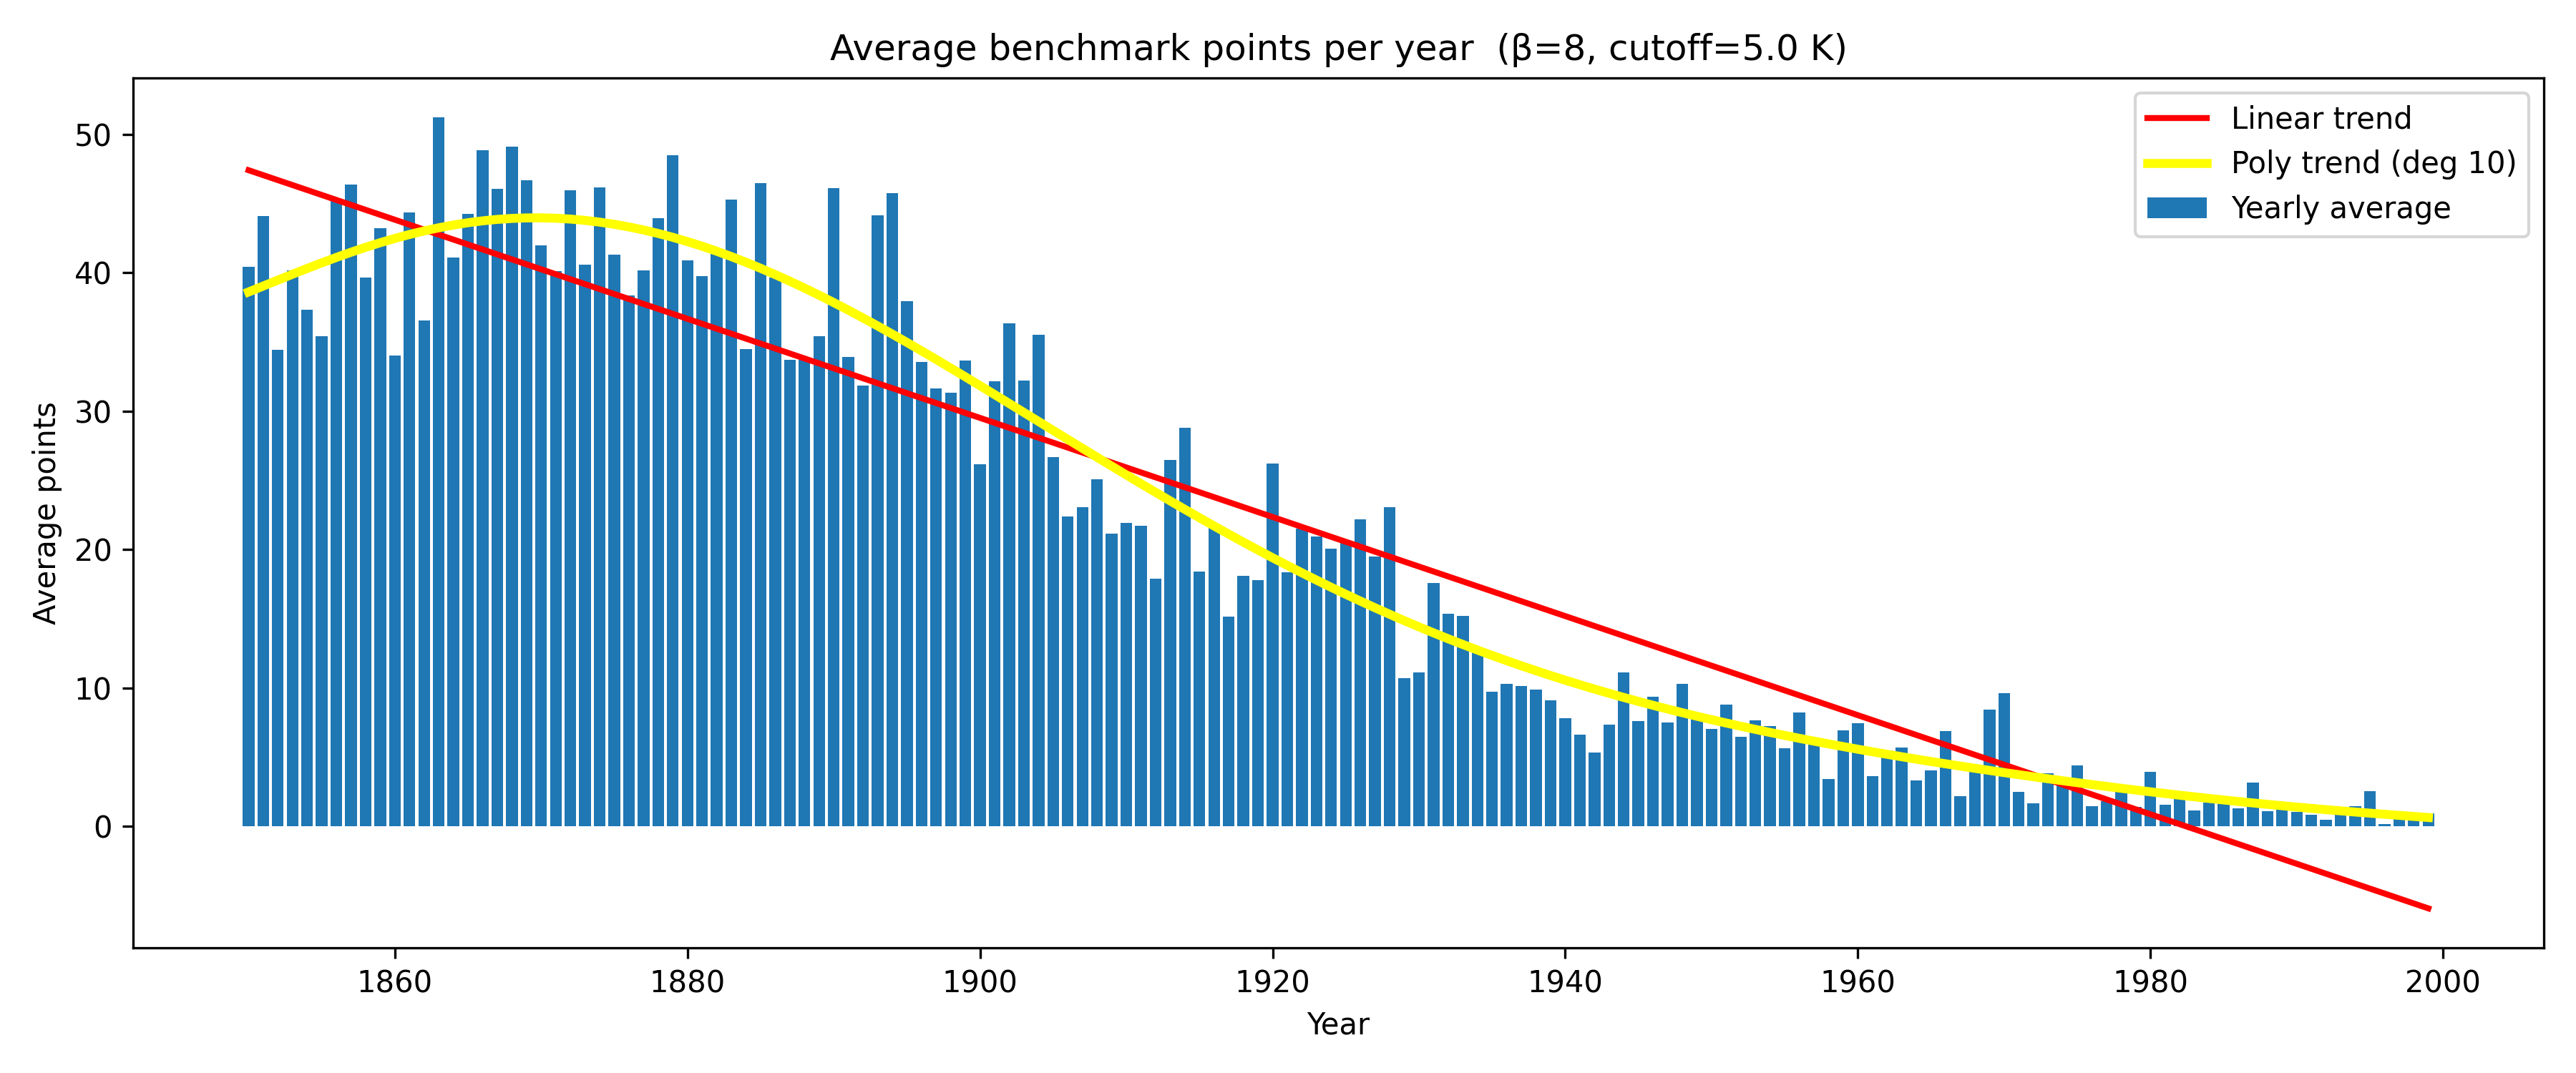 Average benchmark points per year  (β=8, cutoff=5.0 K)
Linear trend
Poly trend (deg 10)
Yearly average
Average points
50
40
30
20
10
0
1860 1880 1900 1920 1940 1960 1980 2000
Year